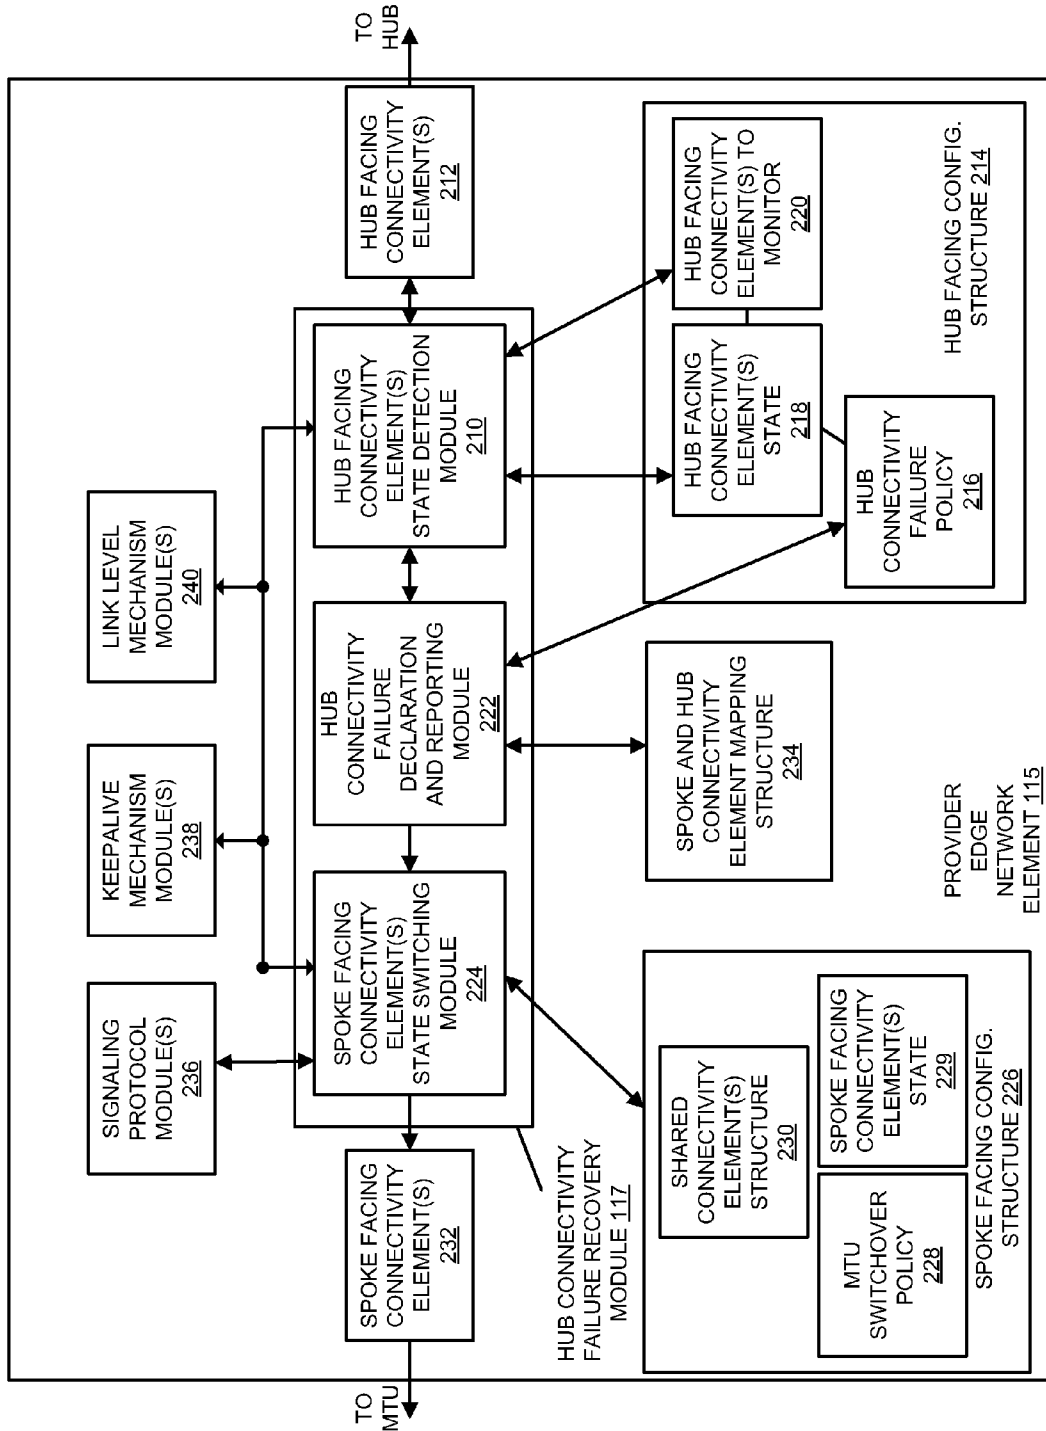 TO
HUB
HUB FACING
CONNECTIVITY
ELEMENT(S)
212
LINK LEVEL
MECHANISM
MODULE(S)
240
KEEPALIVE
MECHANISM
MODULE(S)
238
SIGNALING
PROTOCOL
MODULE(S)
236
HUB FACING
CONNECTIVITY
ELEMENT(S)
STATE DETECTION
MODULE
210
HUB
CONNECTIVITY
FAILURE
DECLARATION
AND REPORTING
MODULE
222
SPOKE FACING
CONNECTIVITY
ELEMENT(S)
STATE SWITCHING
MODULE
224
SPOKE FACING
CONNECTIVITY
ELEMENT(S)
232
TO
MTU
HUB CONNECTIVITY
FAILURE RECOVERY
MODULE 117
HUB FACING
CONNECTIVITY
ELEMENT(S) TO
MONITOR
220
HUB FACING
CONNECTIVITY
ELEMENT(S)
STATE
218
HUB
CONNECTIVITY
FAILURE
POLICY
216
HUB FACING CONFIG.
STRUCTURE 214
SPOKE AND HUB
CONNECTIVITY
ELEMENT MAPPING
STRUCTURE
234
SHARED
CONNECTIVITY
ELEMENT(S)
STRUCTURE
230
SPOKE FACING
CONNECTIVITY
ELEMENT(S)
STATE
229
MTU
SWITCHOVER
POLICY
228
SPOKE FACING CONFIG.
STRUCTURE 226
PROVIDER
EDGE
NETWORK
ELEMENT 115